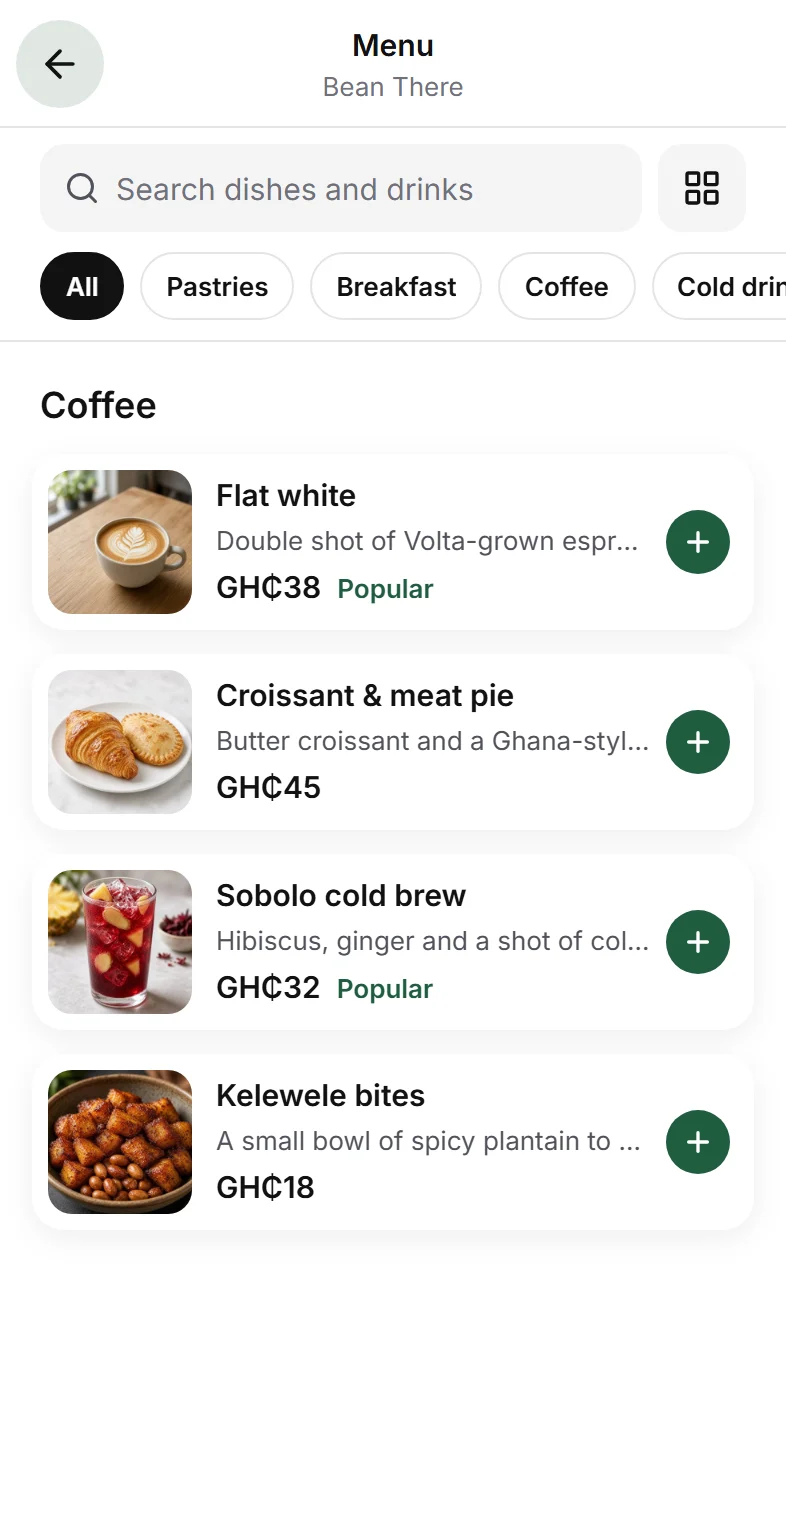 Menu
Bean There
Search dishes and drinks
All
Pastries
Breakfast
Coffee
Cold drin
Coffee
Flat white
Double shot of Volta-grown espr...
GH₵38 Popular
Croissant & meat pie
Butter croissant and a Ghana-styl...
GH₵45
Sobolo cold brew
Hibiscus, ginger and a shot of col...
GH₵32 Popular
Kelewele bites
A small bowl of spicy plantain to ...
GH₵18